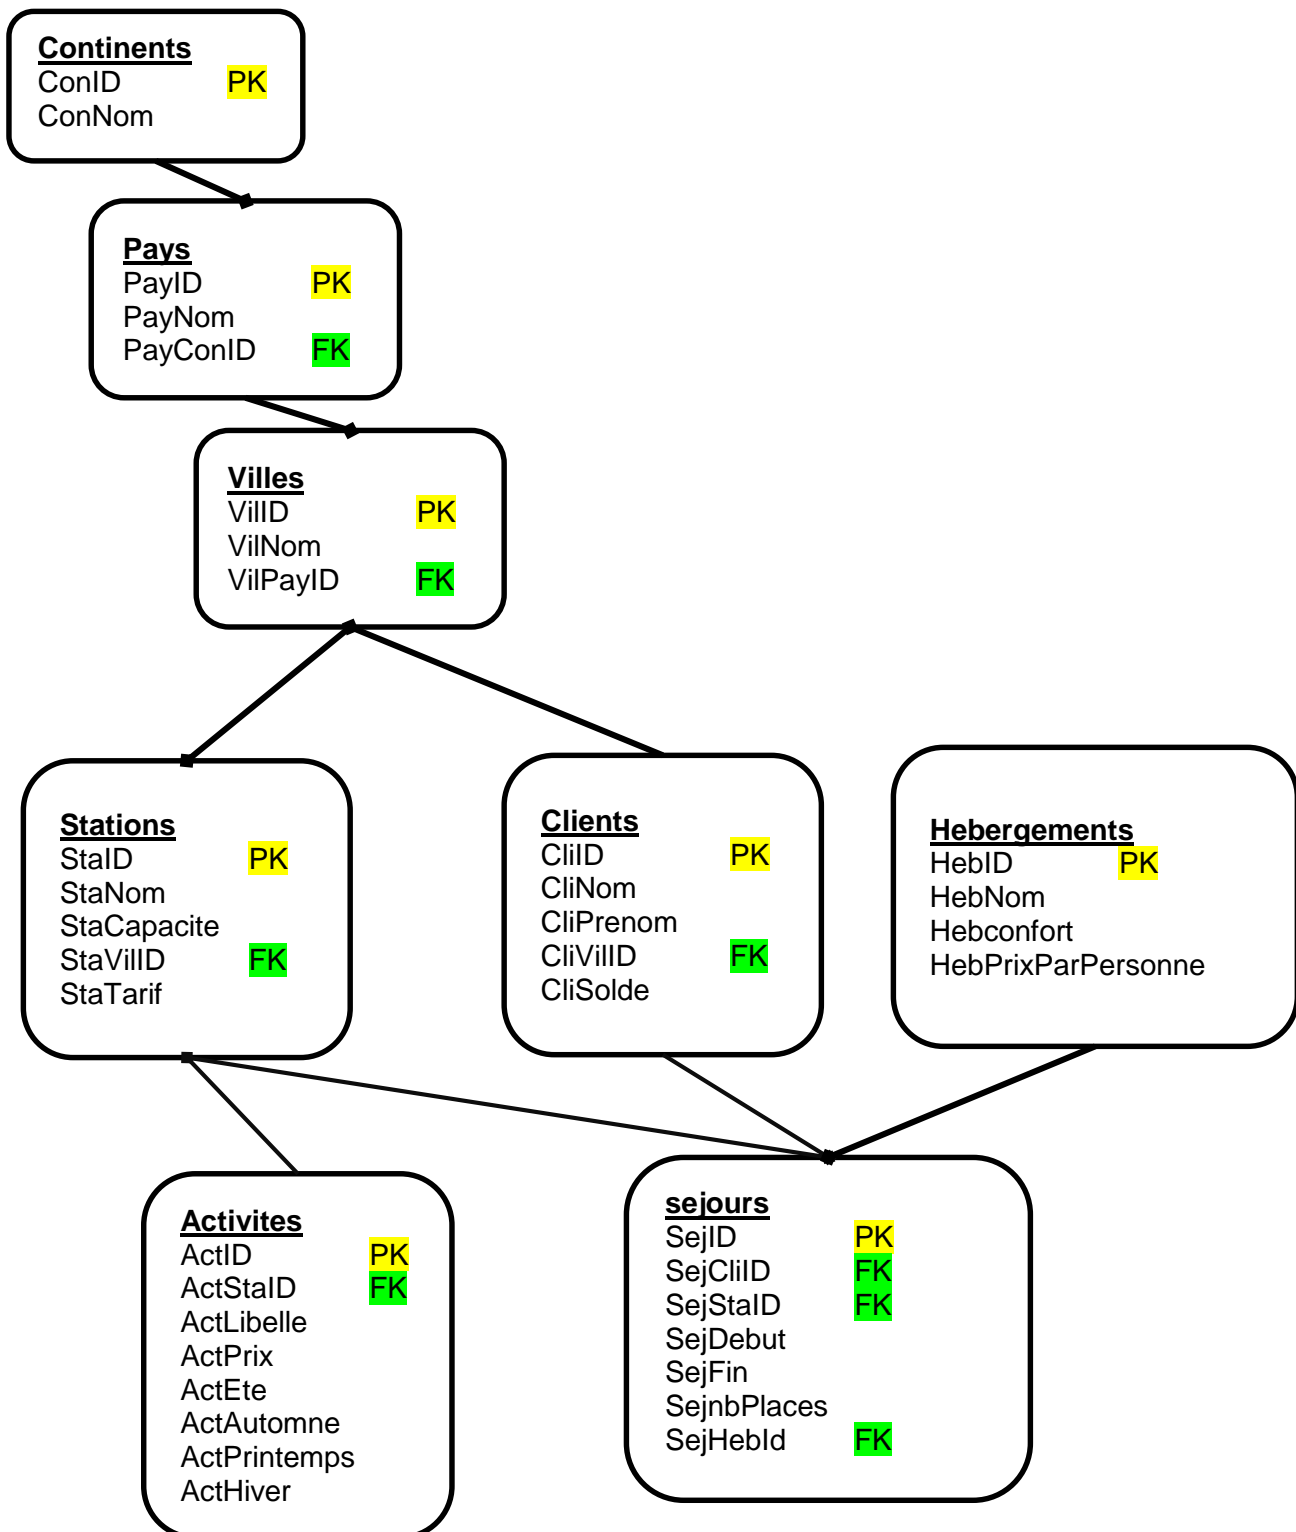 Continents
ConID PK
ConNom
Pays
PayID PK
PayNom
PayConID FK
Villes
VilID PK
VilNom
VilPayID FK
Stations
StaID PK
StaNom
StaCapacite
StaVilID FK
StaTarif
Clients
CliID PK
CliNom
CliPrenom
CliVilID FK
CliSolde
Hebergements
HebID PK
HebNom
Hebconfort
HebPrixParPersonne
Activites
ActID PK
ActStaID FK
ActLibelle
ActPrix
ActEte
ActAutomne
ActPrintemps
ActHiver
sejours
SejID PK
SejCliID FK
SejStaID FK
SejDebut
SejFin
SejnbPlaces
SejHebId FK